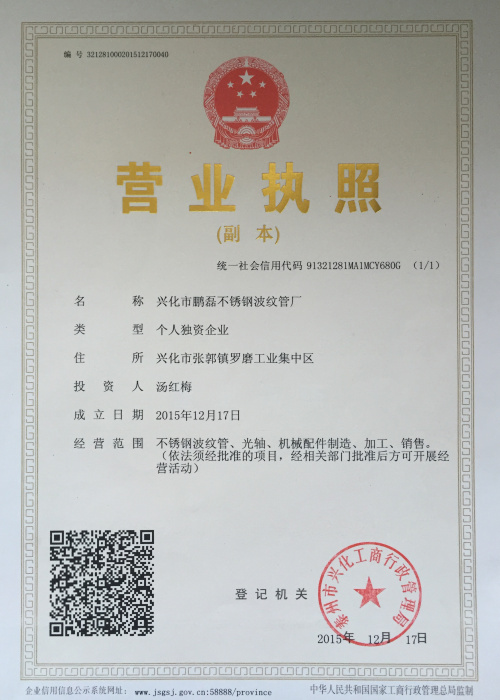 编 号 321281000201512170040
营业执照
(副 本)
统一社会信用代码 91321281MA1MCY680G （1/1）
名 称 兴化市鹏磊不锈钢波纹管厂
类 型 个人独资企业
住 所 兴化市张郭镇罗磨工业集中区
投 资 人 汤红梅
成 立 日 期 2015年12月17日
经 营 范 围 不锈钢波纹管、光轴、机械配件制造、加工、销售。
（依法须经批准的项目，经相关部门批准后方可开展经
营活动）
登 记 机 关
泰州市兴化工商行政管理局
2015年 12月 17日
企业信用信息公示系统网址： www.jsgsj.gov.cn:58888/province
中华人民共和国国家工商行政管理总局监制